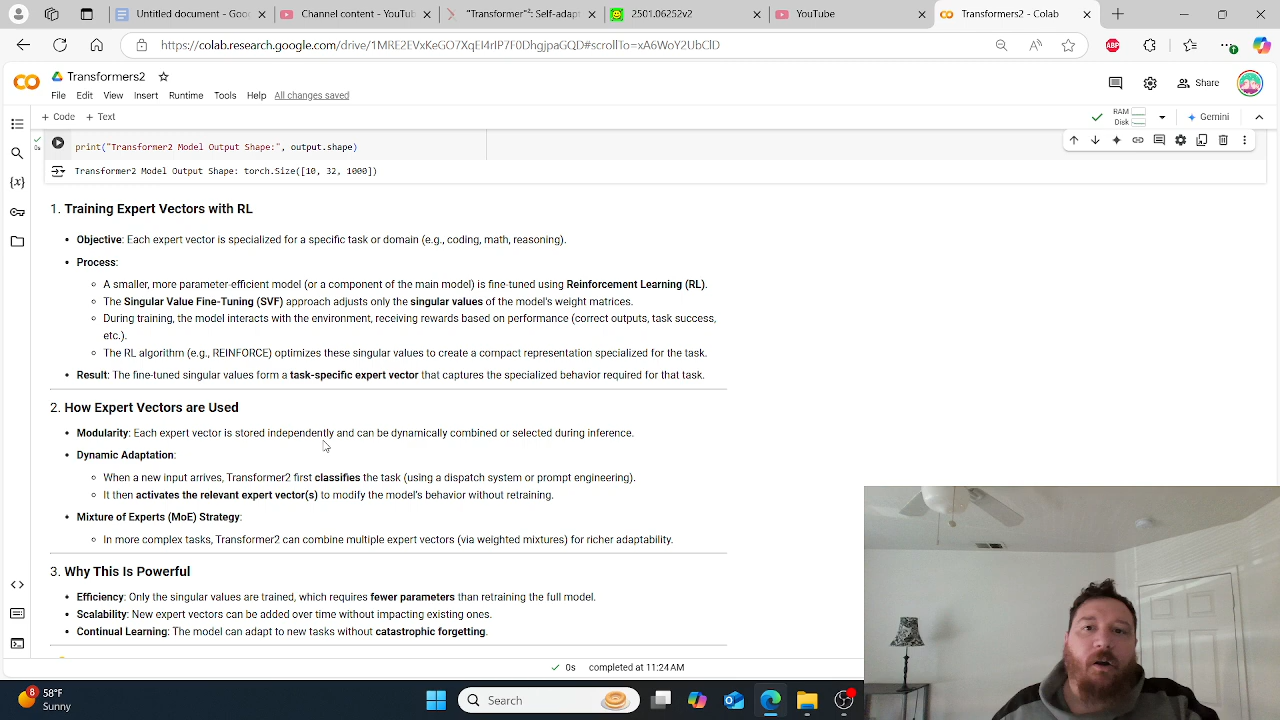 Untitled document - Goo
Channel content - YouTub
"Transformer²: Self-adapt
2501.06252v2
YouTube
Transformers2 - Colab
https://colab.research.google.com/drive/
Transformers2
File Edit View Insert Runtime Tools Help All changes saved
Share
+ Code + Text
RAM
Disk
Gemini
0s
print("Transformer2 Model Output Shape:", output.shape)
Transformer2 Model Output Shape: torch.Size([10, 32, 1000])
1. Training Expert Vectors with RL
• Objective: Each expert vector is specialized for a specific task or domain (e.g., coding, math, reasoning).
• Process:
◦ A smaller, more parameter-efficient model (or a component of the main model) is fine-tuned using Reinforcement Learning (RL).
◦ The Singular Value Fine-Tuning (SVF) approach adjusts only the singular values of the model's weight matrices.
◦ During training, the model interacts with the environment, receiving rewards based on performance (correct outputs, task success,
etc.).
◦ The RL algorithm (e.g., REINFORCE) optimizes these singular values to create a compact representation specialized for the task.
• Result: The fine-tuned singular values form a task-specific expert vector that captures the specialized behavior required for that task.
2. How Expert Vectors are Used
• Modularity: Each expert vector is stored independently and can be dynamically combined or selected during inference.
• Dynamic Adaptation:
◦ When a new input arrives, Transformer2 first classifies the task (using a dispatch system or prompt engineering).
◦ It then activates the relevant expert vector(s) to modify the model's behavior without retraining.
• Mixture of Experts (MoE) Strategy:
◦ In more complex tasks, Transformer2 can combine multiple expert vectors (via weighted mixtures) for richer adaptability.
3. Why This Is Powerful
• Efficiency: Only the singular values are trained, which requires fewer parameters than retraining the full model.
• Scalability: New expert vectors can be added over time without impacting existing ones.
• Continual Learning: The model can adapt to new tasks without catastrophic forgetting.
0s completed at 11:24 AM
8
58°F
Sunny
Search